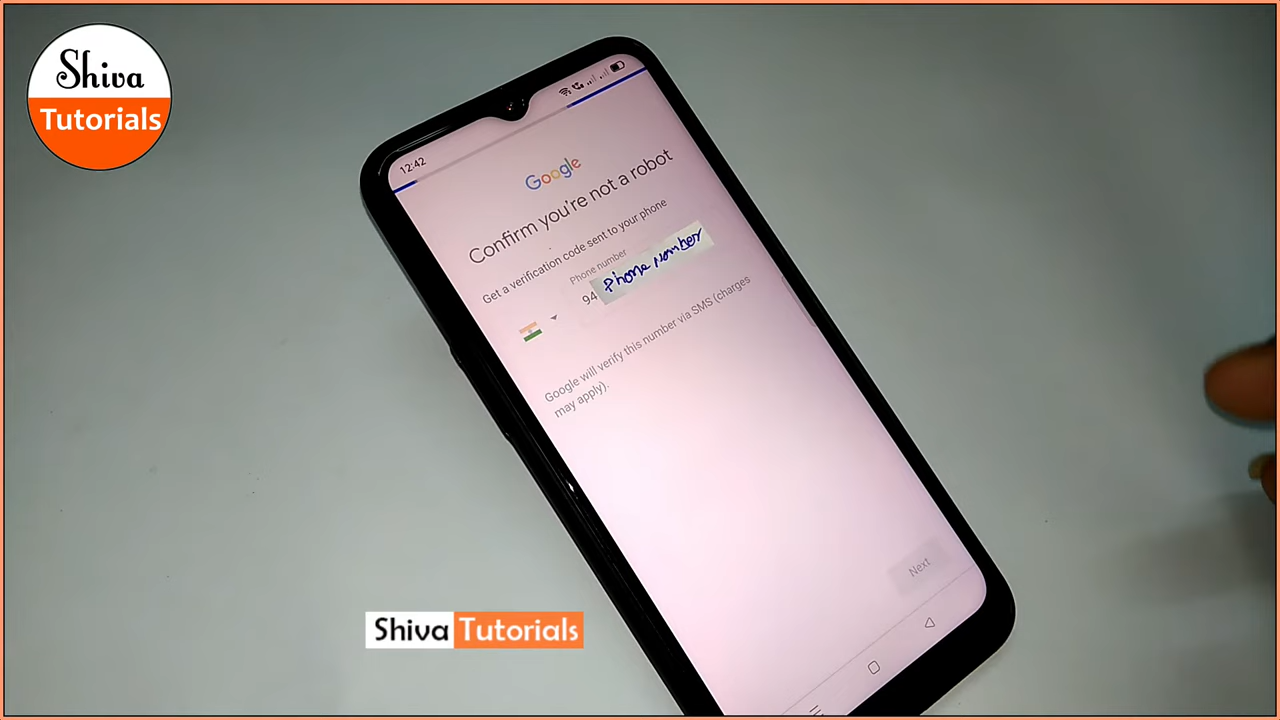 Shiva
Tutorials
12:42
Google
Confirm you're not a robot
Get a verification code sent to your phone
Phone number
94
Phone number
Google will verify this number via SMS (charges
may apply).
Next
Shiva Tutorials